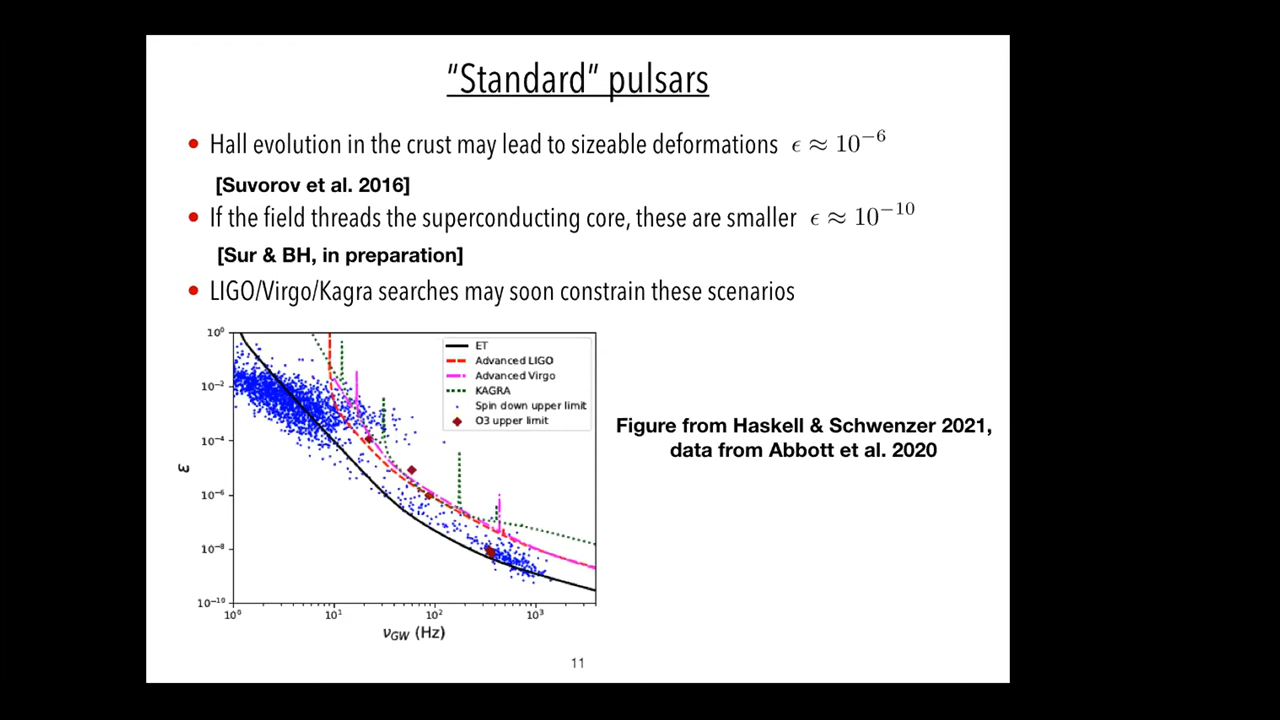 "Standard" pulsars
• Hall evolution in the crust may lead to sizeable deformations ϵ ≈ 10⁻⁶
[Suvorov et al. 2016]
• If the field threads the superconducting core, these are smaller ϵ ≈ 10⁻¹⁰
[Sur & BH, in preparation]
• LIGO/Virgo/Kagra searches may soon constrain these scenarios
10⁰
10⁻²
10⁻⁴
10⁻⁶
10⁻⁸
10⁻¹⁰
ε
ET
Advanced LIGO
Advanced Virgo
KAGRA
Spin down upper limit
O3 upper limit
10⁰ 10¹ 10² 10³
νGW (Hz)
Figure from Haskell & Schwenzer 2021,
data from Abbott et al. 2020
11